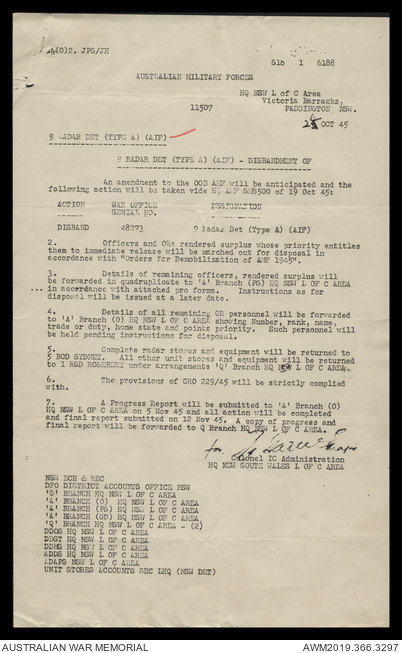 A(O)2. JPG/JH
S18 1 6188
AUSTRALIAN MILITARY FORCES
HQ NSW L of C Area
Victoria Barracks,
PADDINGTON, NSW.
11507
OCT 45
9 RADAR DET (TYPE A) (AIF)
9 RADAR DET (TYPE A) (AIF) - DISBANDMENT OF
An amendment to the OOB AMF will be anticipated and the
following action will be taken vide HQ AMF SM8500 of 19 Oct 45:
ACTION WAR OFFICE DESIGNATION
SERIAL NO.
DISBAND 48273 9 Radar Det (Type A) (AIF)
2. Officers and ORs rendered surplus whose priority entitles
them to immediate release will be marched out for disposal in
accordance with "Orders for Demobilization of AMF 1945".
3. Details of remaining officers, rendered surplus will
be forwarded in quadruplicate to 'A' Branch (PS) HQ NSW L OF C AREA
in accordance with attached pro forma. Instructions as for
disposal will be issued at a later date.
4. Details of all remaining OR personnel will be forwarded
to 'A' Branch (O) HQ NSW L OF C AREA showing Number, rank, name,
trade or duty, home state and points priority. Such personnel will
be held pending instructions for disposal.
5. Complete radar stores and equipment will be returned to
5 BOD SYDNEY. All other unit stores and equipment will be returned
to 1 R&D ROSEBERY under arrangements 'Q' Branch HQ NSW L OF C AREA.
6. The provisions of GRO 229/45 will be strictly complied
with.
7. A Progress Report will be submitted to 'A' Branch (O)
HQ NSW L OF C AREA on 5 Nov 45 and all action will be completed
and final report submitted on 12 Nov 45. A copy of progress and
final report will be forwarded to Q Branch HQ NSW L OF C AREA.
for
Colonel IC Administration
HQ NEW SOUTH WALES L OF C AREA
NSW ECH & REC
DFO DISTRICT ACCOUNTS OFFICE NSW
'G' BRANCH HQ NSW L OF C AREA
'A' BRANCH (O) HQ NSW L OF C AREA
'A' BRANCH (PS) HQ NSW L OF C AREA
'A' BRANCH (GD) HQ NSW L OF C AREA
'Q' BRANCH HQ NSW L OF C AREA - (2)
DDOS HQ NSW L OF C AREA
DDST HQ NSW L OF C AREA
DDMS HQ NSW L OF C AREA
ADDS HQ NSW L OF C AREA
ADAPS NSW L OF C AREA
UNIT STORES ACCOUNTS SEC LHQ (NSW DET)
AUSTRALIAN WAR MEMORIAL
AWM2019.366.3297